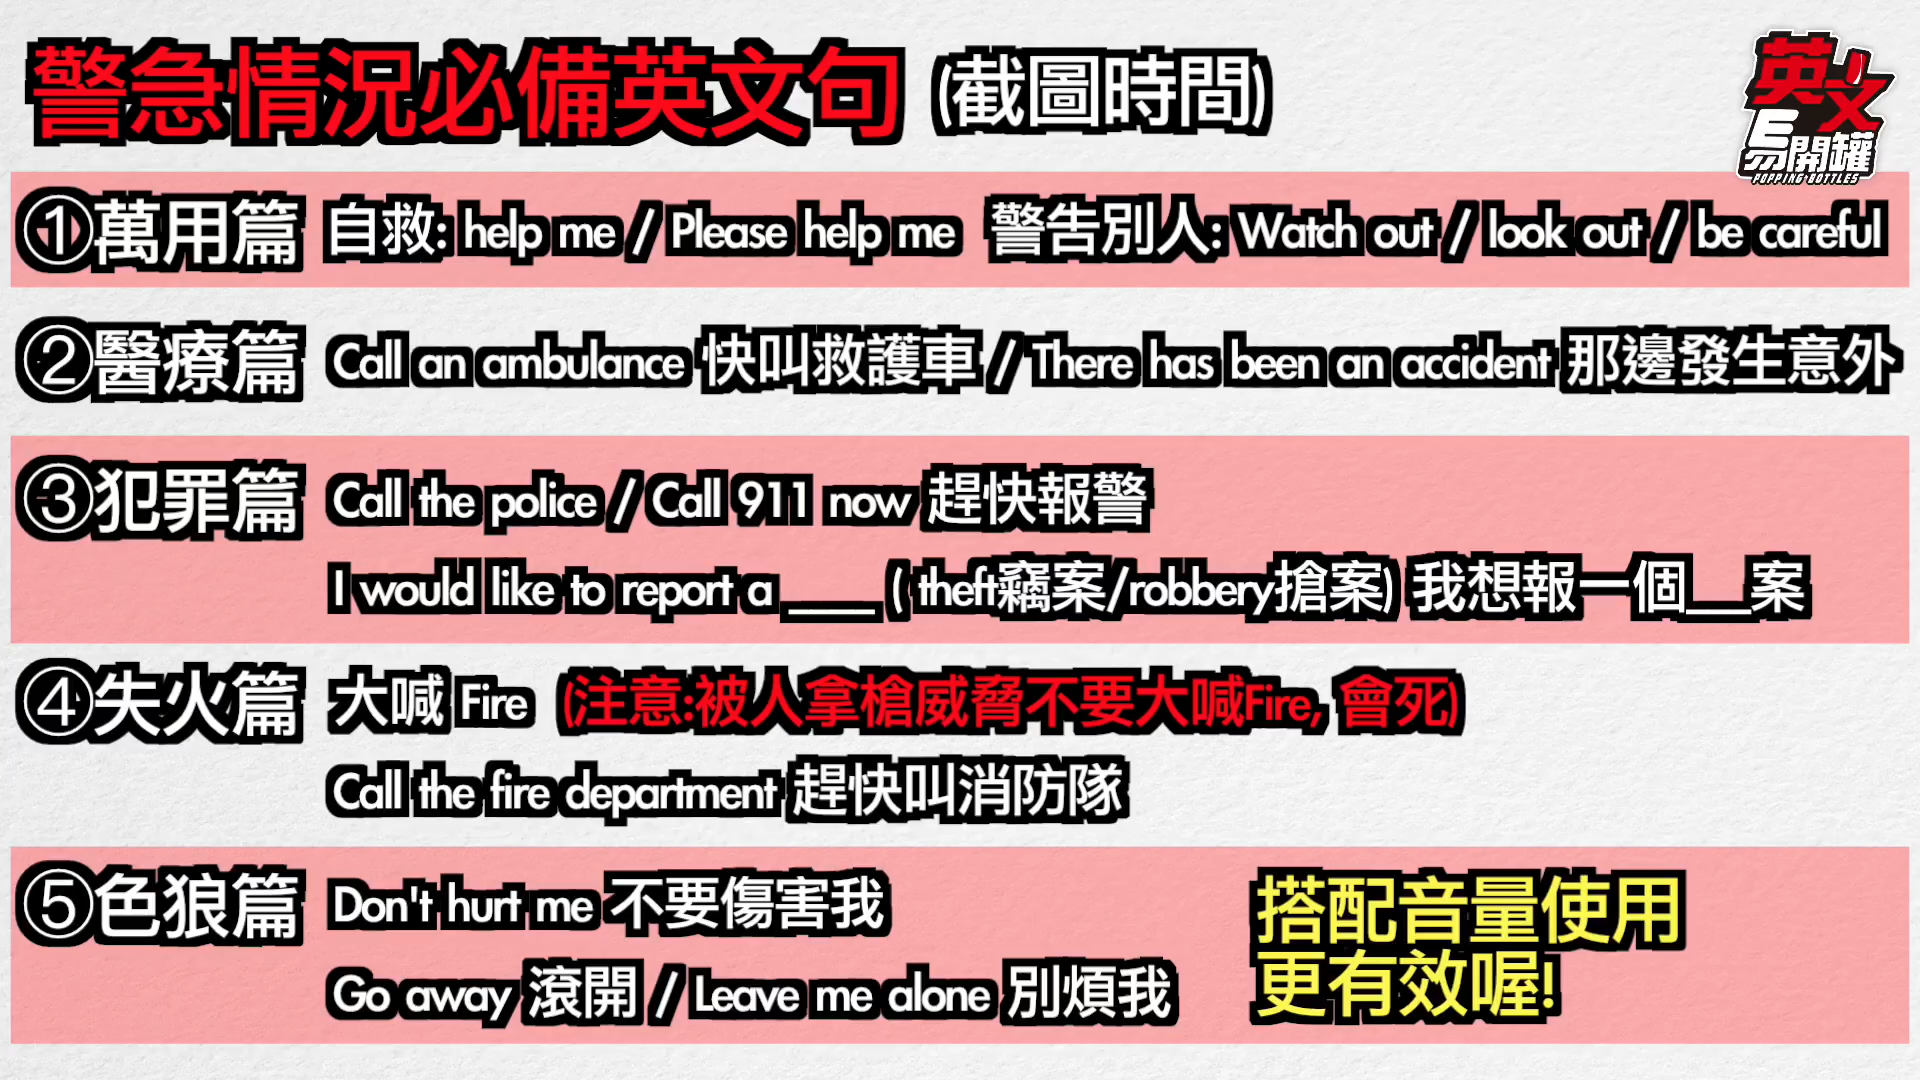 警急情況必備英文句 (截圖時間)
英文易開罐
POPPING BOTTLES
①萬用篇 自救: help me / Please help me 警告別人: Watch out / look out / be careful
②醫療篇 Call an ambulance 快叫救護車 / There has been an accident 那邊發生意外
③犯罪篇 Call the police / Call 911 now 趕快報警
I would like to report a ___ ( theft竊案/robbery搶案) 我想報一個__案
④失火篇 大喊 Fire (注意:被人拿槍威脅不要大喊Fire, 會死)
Call the fire department 趕快叫消防隊
⑤色狼篇 Don't hurt me 不要傷害我
Go away 滾開 / Leave me alone 別煩我
搭配音量使用
更有效喔!